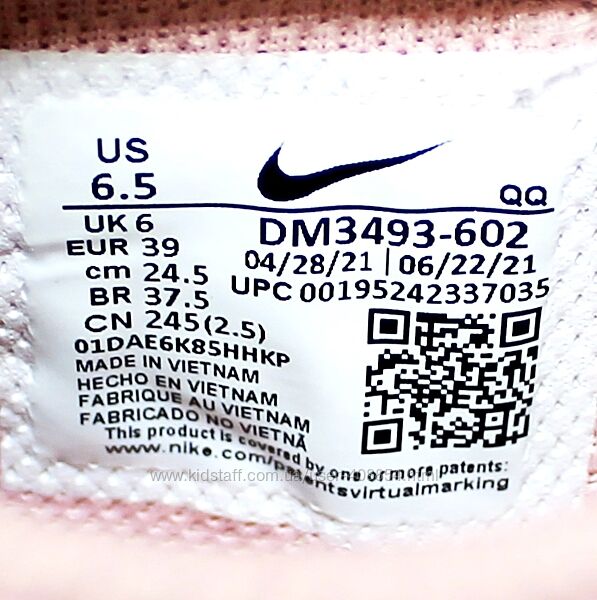 US
6.5
QQ
UK 6
EUR 39
cm 24.5
BR 37.5
CN 245(2.5)
DM3493-602
04/28/21 | 06/22/21
UPC 00195242337035
01DAE6K85HHKP
MADE IN VIETNAM
HECHO EN VIETNAM
FABRIQUE AU VIETNAM
FABRICADO NO VIETNÃ
This product is covered by one or more patents:
www.nike.com/patentsvirtualmarking